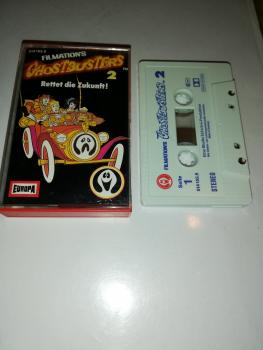 FILMATION'S
GHOSTBUSTERS
2
Rettet die Zukunft!
EUROPA
FILMATION'S
GHOSTBUSTERS 2
Seite
1
STEREO